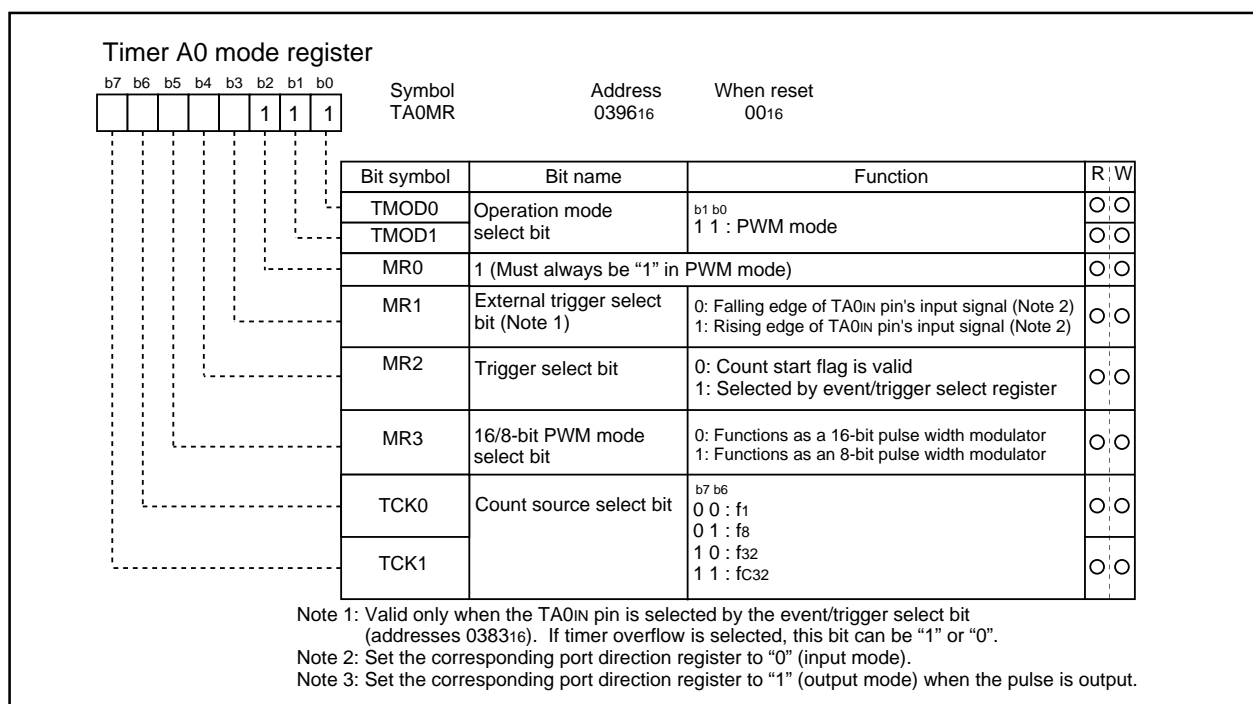 Timer A0 mode register
b7 b6 b5 b4 b3 b2 b1 b0
1 1 1
Symbol Address When reset
TA0MR 039616 0016
Bit symbol Bit name Function R W
TMOD0
TMOD1
Operation mode
select bit
b1 b0
1 1 : PWM mode
MR0 1 (Must always be “1” in PWM mode)
MR1 External trigger select
bit (Note 1)
0: Falling edge of TA0IN pin's input signal (Note 2)
1: Rising edge of TA0IN pin's input signal (Note 2)
MR2 Trigger select bit
0: Count start flag is valid
1: Selected by event/trigger select register
MR3 16/8-bit PWM mode
select bit
0: Functions as a 16-bit pulse width modulator
1: Functions as an 8-bit pulse width modulator
TCK0
TCK1
Count source select bit
b7 b6
0 0 : f1
0 1 : f8
1 0 : f32
1 1 : fC32
Note 1: Valid only when the TA0IN pin is selected by the event/trigger select bit
(addresses 038316). If timer overflow is selected, this bit can be “1” or “0”.
Note 2: Set the corresponding port direction register to “0” (input mode).
Note 3: Set the corresponding port direction register to “1” (output mode) when the pulse is output.